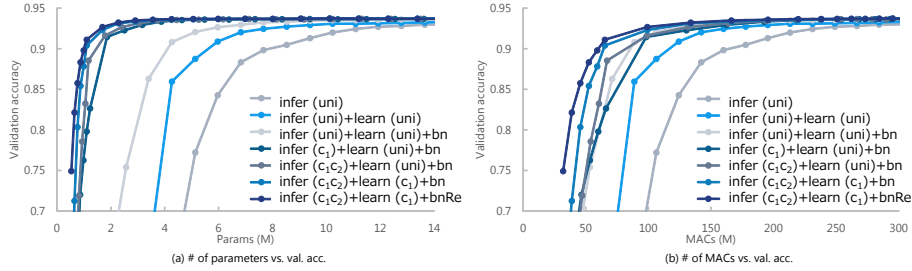 Validation accuracy
0.95
0.9
0.85
0.8
0.75
0.7
infer (uni)
infer (uni)+learn (uni)
infer (uni)+learn (uni)+bn
infer (c₁)+learn (uni)+bn
infer (c₁c₂)+learn (uni)+bn
infer (c₁c₂)+learn (c₁)+bn
infer (c₁c₂)+learn (c₁)+bnRe
0 2 4 6 8 10 12 14
Params (M)
(a) # of parameters vs. val. acc.
Validation accuracy
0.95
0.9
0.85
0.8
0.75
0.7
infer (uni)
infer (uni)+learn (uni)
infer (uni)+learn (uni)+bn
infer (c₁)+learn (uni)+bn
infer (c₁c₂)+learn (uni)+bn
infer (c₁c₂)+learn (c₁)+bn
infer (c₁c₂)+learn (c₁)+bnRe
0 50 100 150 200 250 300
MACs (M)
(b) # of MACs vs. val. acc.